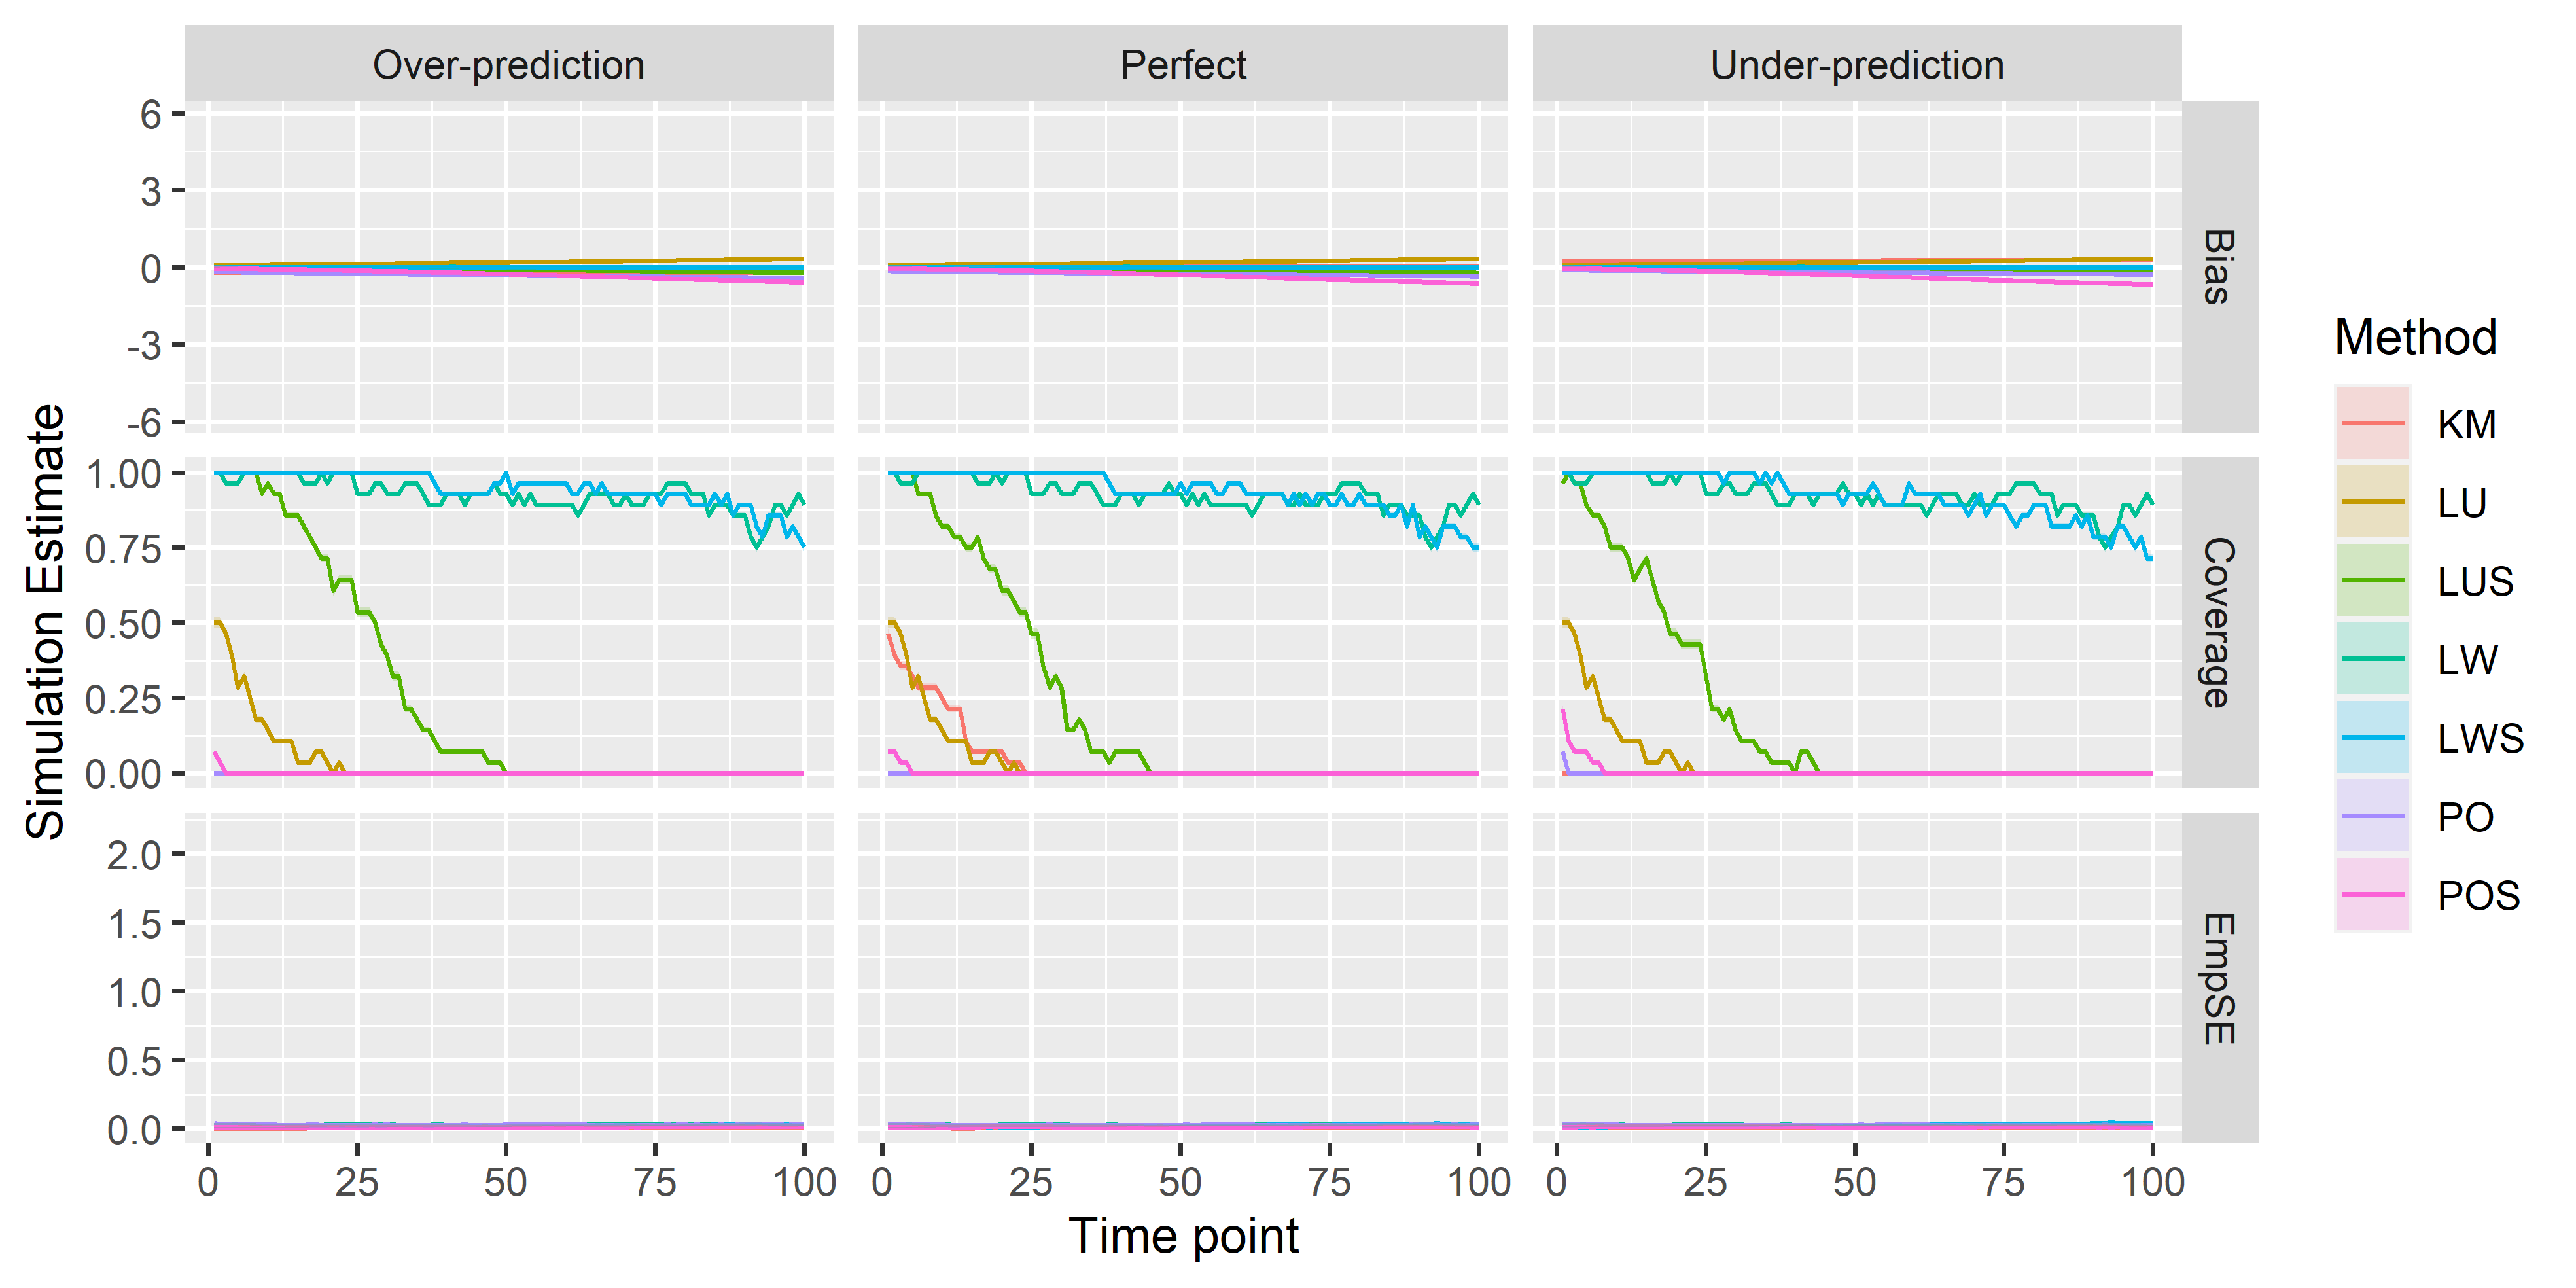 Over-prediction
Perfect
Under-prediction
Simulation Estimate
6
3
0
-3
-6
Bias
1.00
0.75
0.50
0.25
0.00
Coverage
2.0
1.5
1.0
0.5
0.0
EmpSE
0 25 50 75 100
0 25 50 75 100
0 25 50 75 100
Time point
Method
KM
LU
LUS
LW
LWS
PO
POS